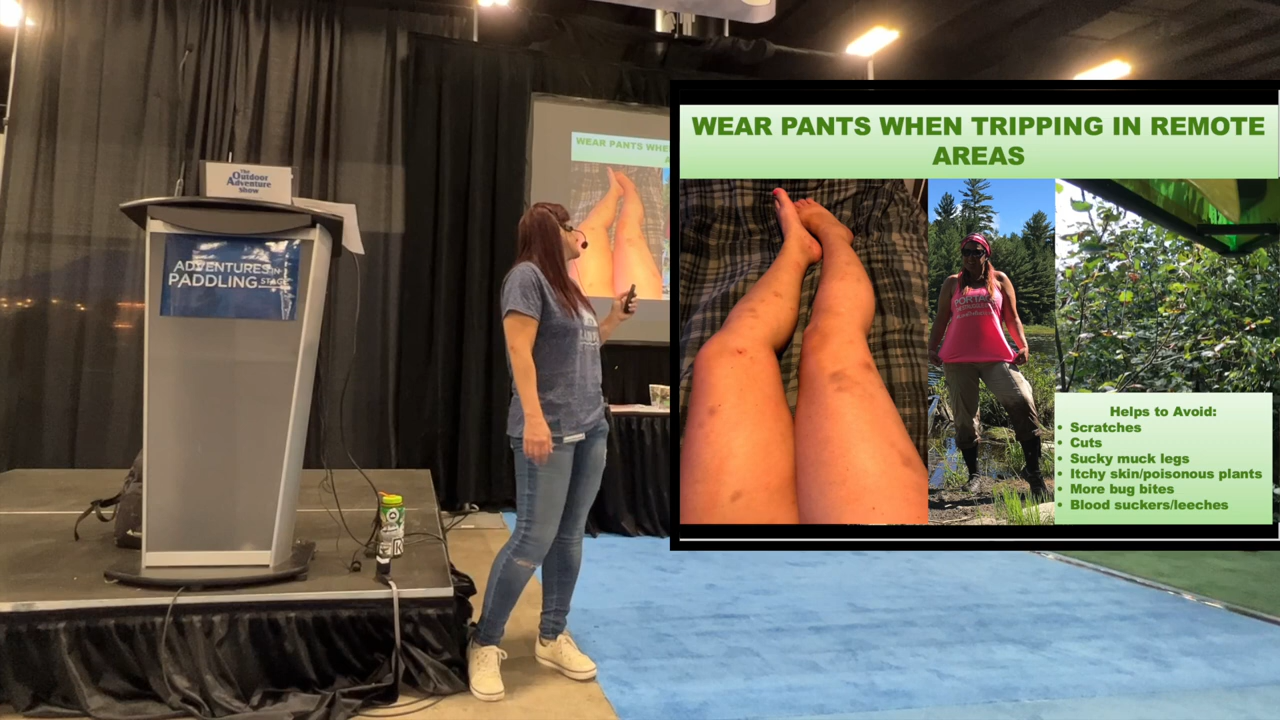 The
Outdoor
Adventure
Show
ADVENTURES IN
PADDLING STAGE
WEAR PANTS WHE
WEAR PANTS WHEN TRIPPING IN REMOTE
AREAS
PORTAGE
Helps to Avoid:
• Scratches
• Cuts
• Sucky muck legs
• Itchy skin/poisonous plants
• More bug bites
• Blood suckers/leeches